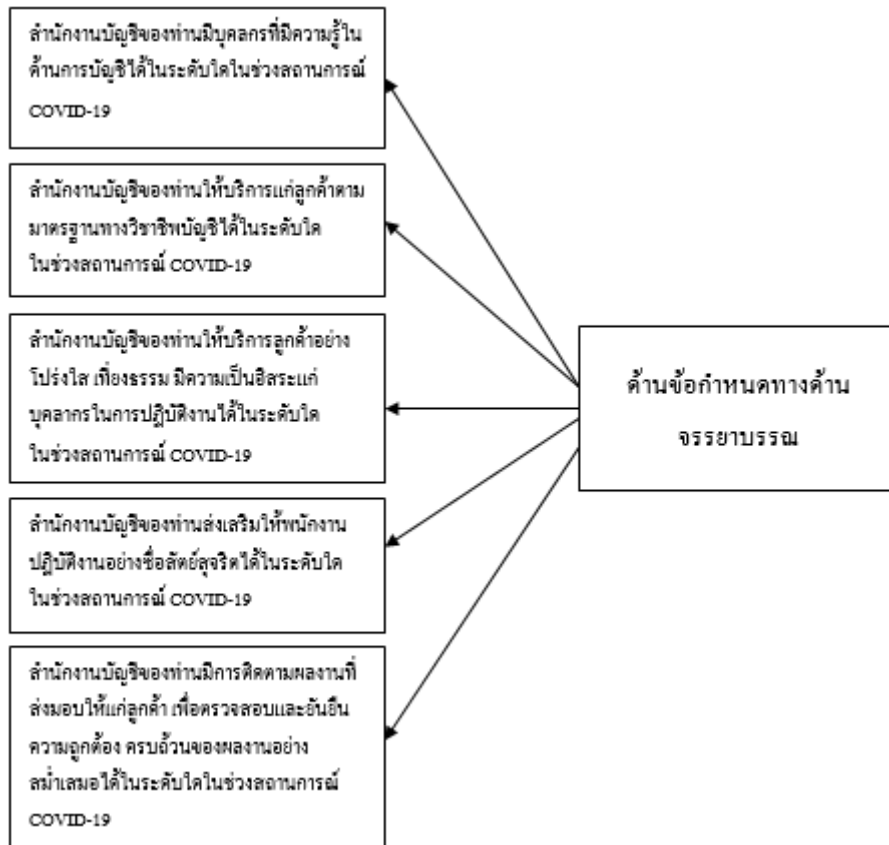 สำนักงานบัญชีของท่านมีบุคลกรที่มีความรู้ใน
ด้านการบัญชีได้ในระดับใดในช่วงสถานการณ์
COVID-19
สำนักงานบัญชีของท่านให้บริการแก่ลูกค้าตาม
มาตรฐานทางวิชาชีพบัญชีได้ในระดับใด
ในช่วงสถานการณ์ COVID-19
สำนักงานบัญชีของท่านให้บริการลูกค้าอย่าง
โปร่งใส เที่ยงธรรม มีความเป็นอิสระแก่
บุคลากรในการปฏิบัติงานได้ในระดับใด
ในช่วงสถานการณ์ COVID-19
สำนักงานบัญชีของท่านส่งเสริมให้พนักงาน
ปฏิบัติงานอย่างซื่อสัตย์สุจริตได้ในระดับใด
ในช่วงสถานการณ์ COVID-19
สำนักงานบัญชีของท่านมีการติดตามผลงานที่
ส่งมอบให้แก่ลูกค้า เพื่อตรวจสอบและยันยืน
ความถูกต้อง ครบถ้วนของผลงานอย่าง
สม่ำเสมอได้ในระดับใดในช่วงสถานการณ์
COVID-19
ด้านข้อกำหนดทางด้าน
จรรยาบรรณ